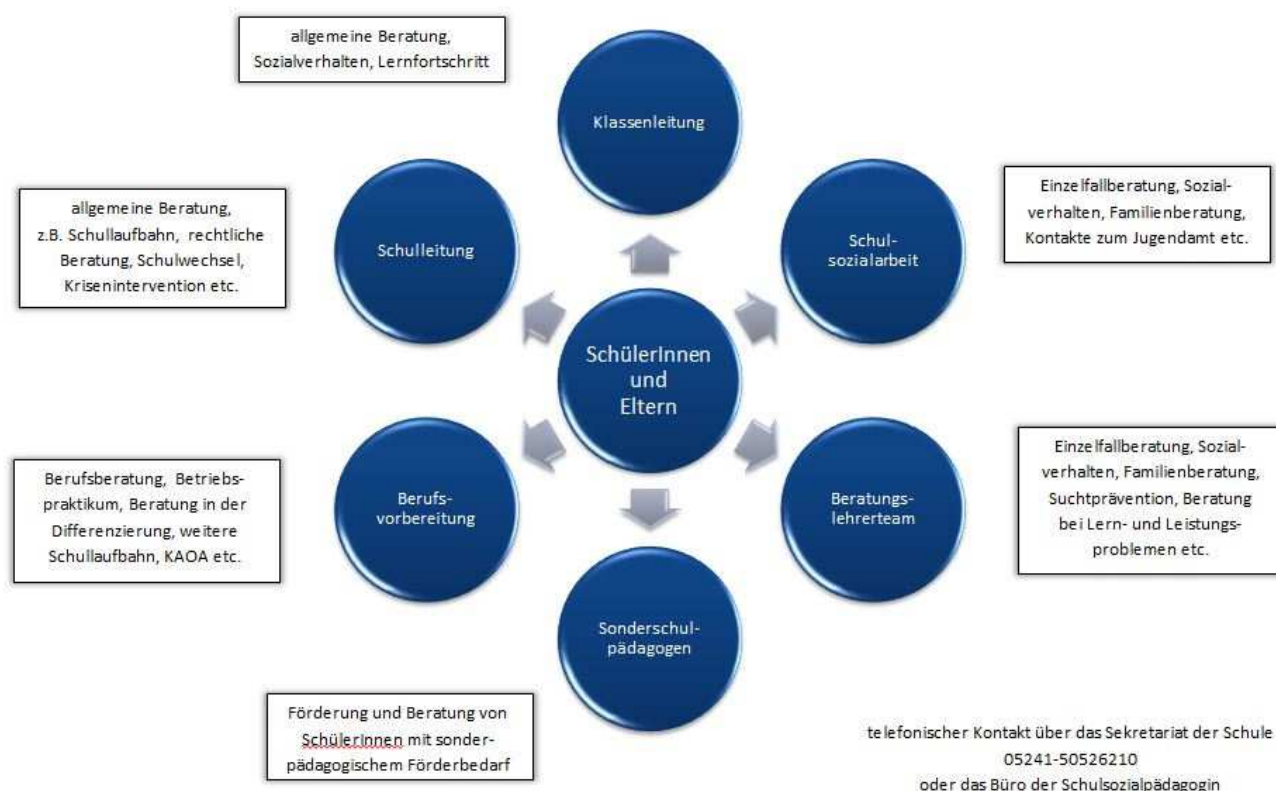 allgemeine Beratung,
Sozialverhalten, Lernfortschritt
Klassenleitung
allgemeine Beratung,
z.B. Schullaufbahn, rechtliche
Beratung, Schulwechsel,
Krisenintervention etc.
Schulleitung
Schul-
sozialarbeit
Einzelfallberatung, Sozial-
verhalten, Familienberatung,
Kontakte zum Jugendamt etc.
SchülerInnen
und
Eltern
Berufsberatung, Betriebs-
praktikum, Beratung in der
Differenzierung, weitere
Schullaufbahn, KAOA etc.
Berufs-
vorbereitung
Beratungs-
lehrerteam
Einzelfallberatung, Sozial-
verhalten, Familienberatung,
Suchtprävention, Beratung
bei Lern- und Leistungs-
problemen etc.
Sonderschul-
pädagogen
Förderung und Beratung von
SchülerInnen mit sonder-
pädagogischem Förderbedarf
telefonischer Kontakt über das Sekretariat der Schule
05241-50526210
oder das Büro der Schulsozialpädagogin